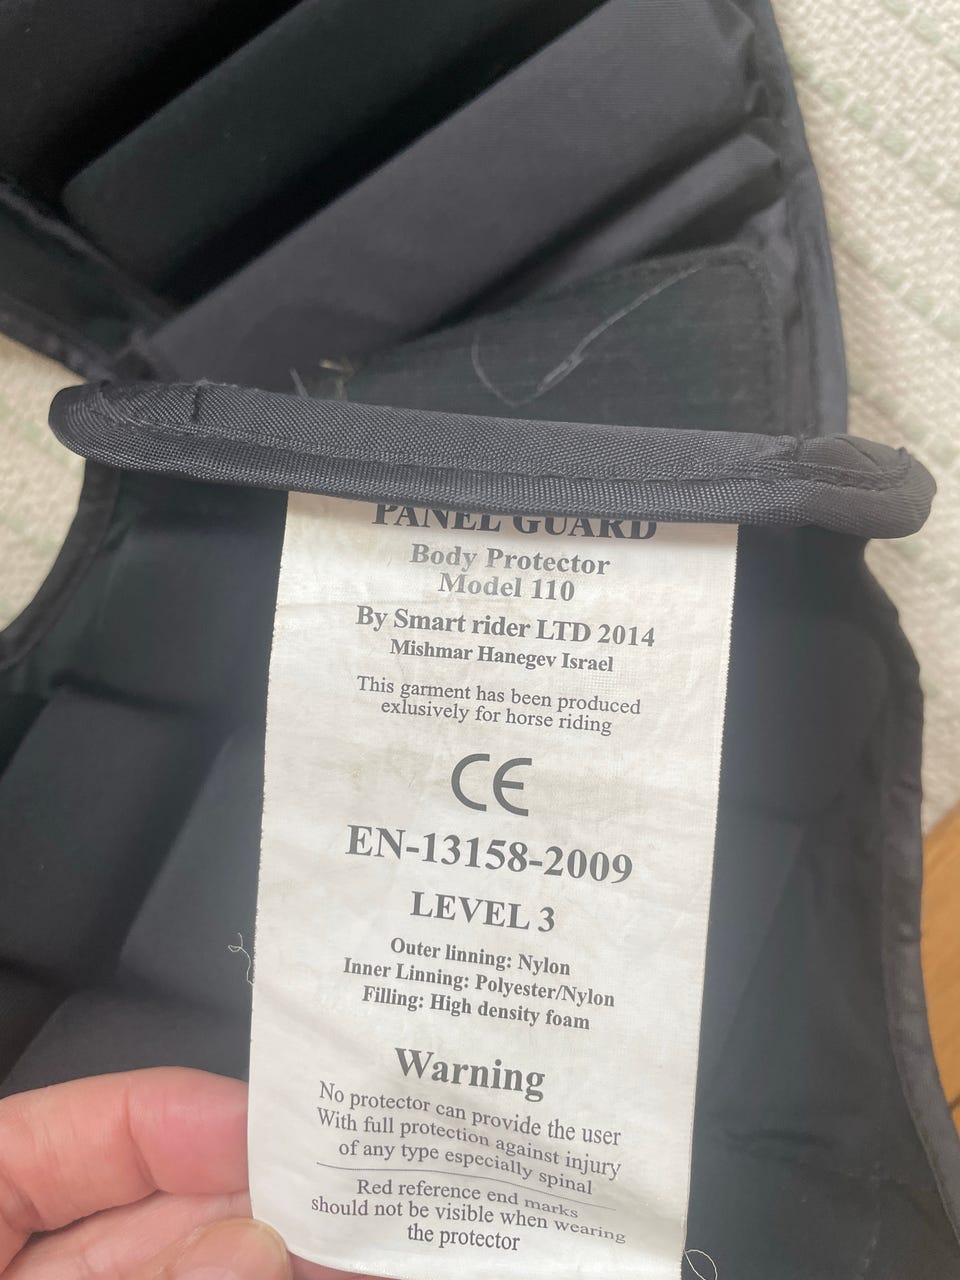 PANEL GUARD
Body Protector
Model 110
By Smart rider LTD 2014
Mishmar Hanegev Israel
This garment has been produced
exlusively for horse riding
CE
EN-13158-2009
LEVEL 3
Outer linning: Nylon
Inner Linning: Polyester/Nylon
Filling: High density foam
Warning
No protector can provide the user
With full protection against injury
of any type especially spinal
Red reference end marks
should not be visible when wearing
the protector